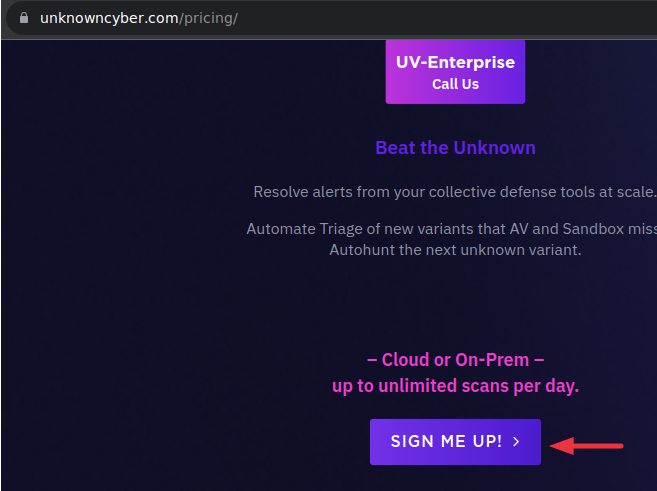 unknowncyber.com/pricing/
UV-Enterprise
Call Us
Beat the Unknown
Resolve alerts from your collective defense tools at scale.
Automate Triage of new variants that AV and Sandbox miss
Autohunt the next unknown variant.
– Cloud or On-Prem –
up to unlimited scans per day.
SIGN ME UP! >